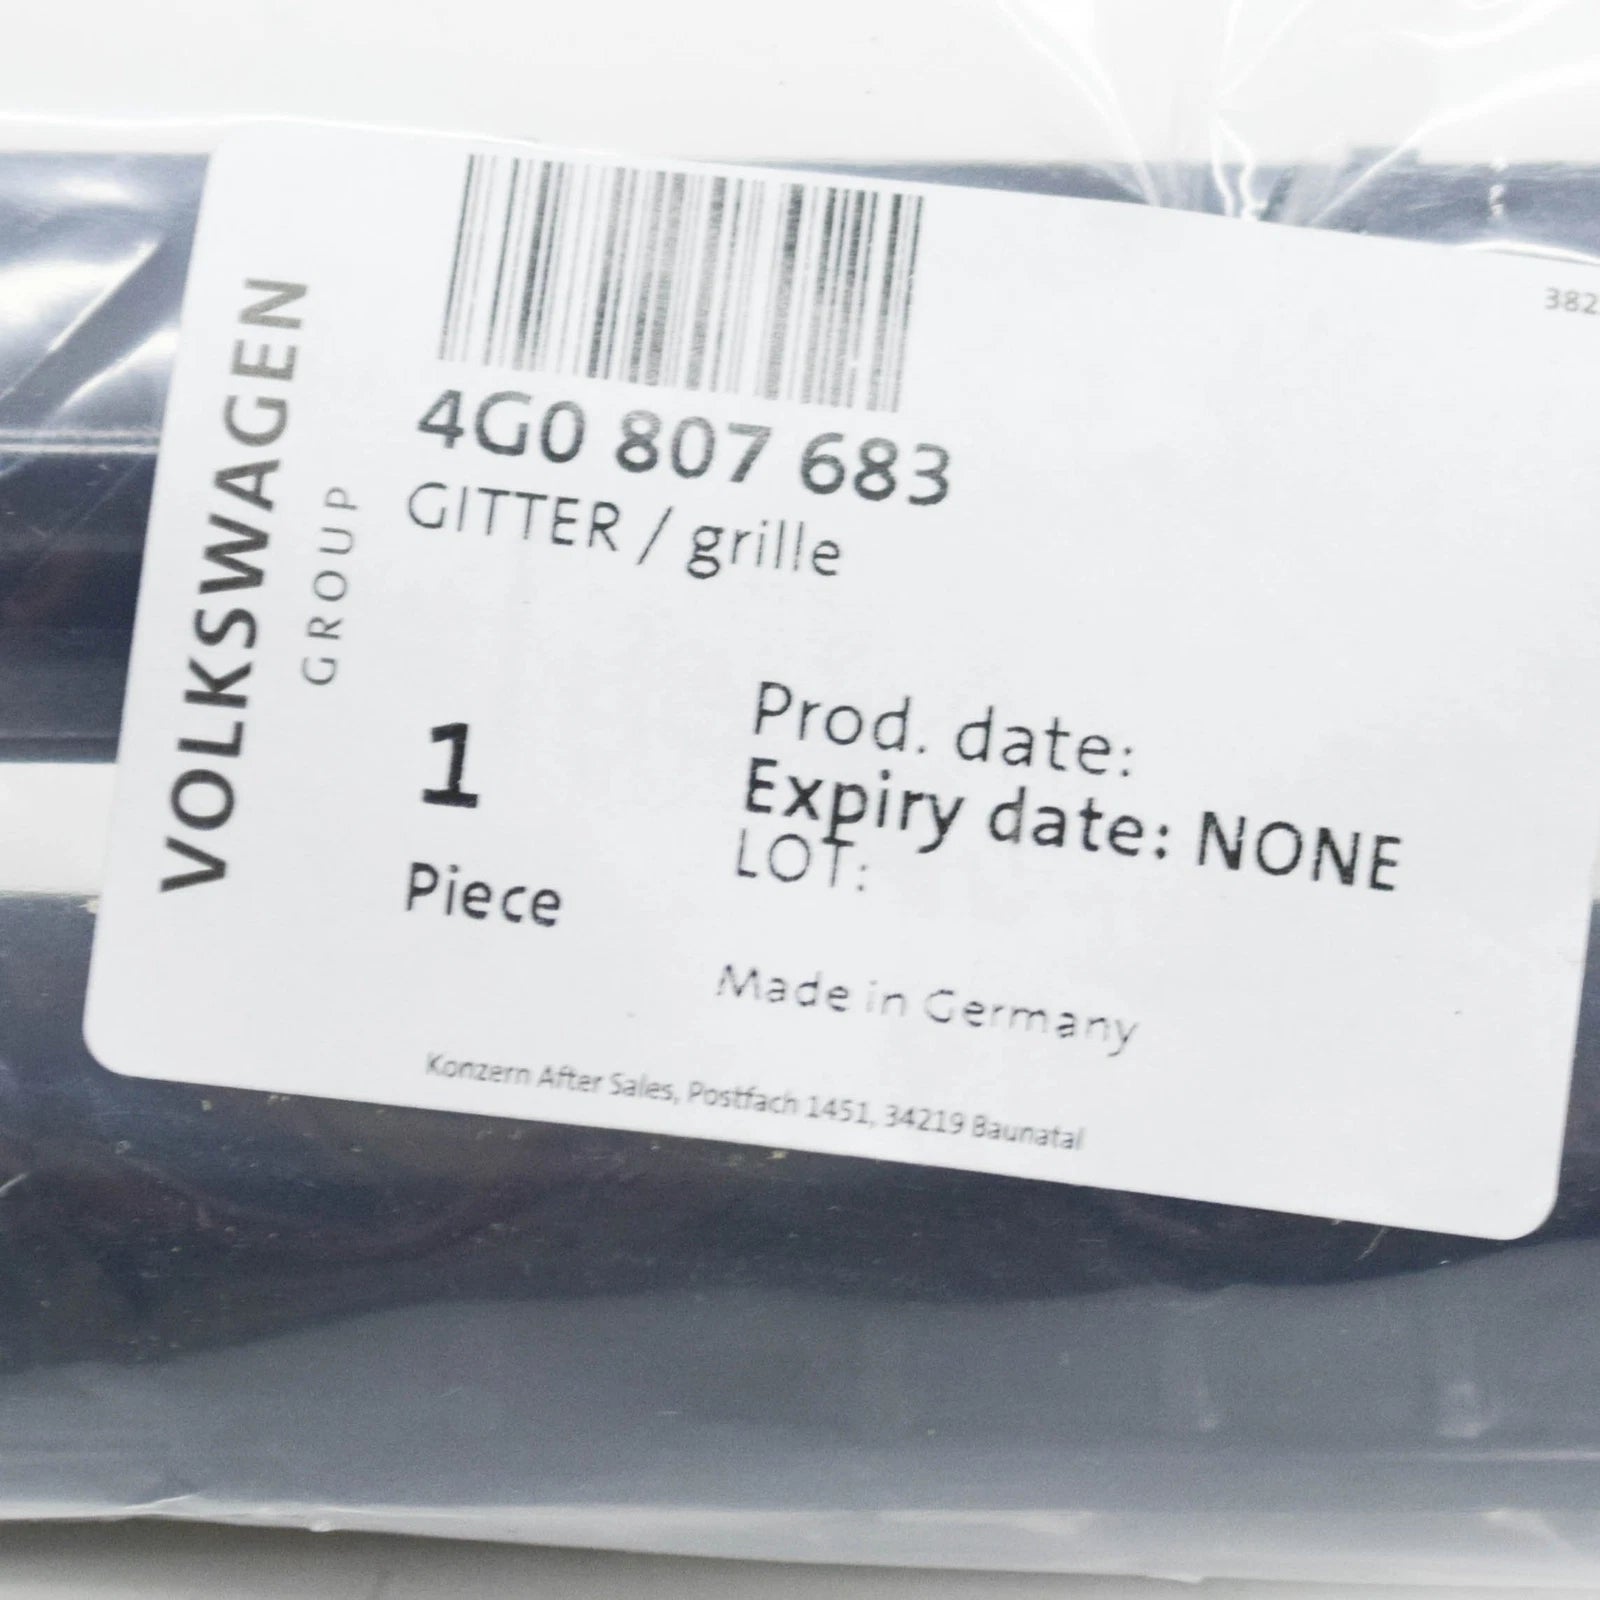 382
4G0 807 683
GITTER / grille
VOLKSWAGEN
GROUP
1
Piece
Prod. date:
Expiry date: NONE
LOT:
Made in Germany
Konzern After Sales, Postfach 1451, 34219 Baunatal